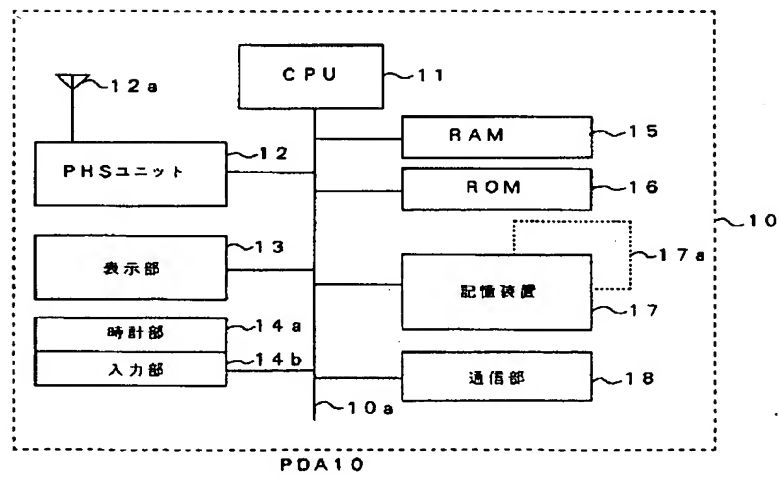 CPU
11
12a
RAM
15
PHSユニット
12
ROM
16
10
表示部
13
17a
記憶装置
17
時計部
14a
入力部
14b
通信部
18
10a
PDA10